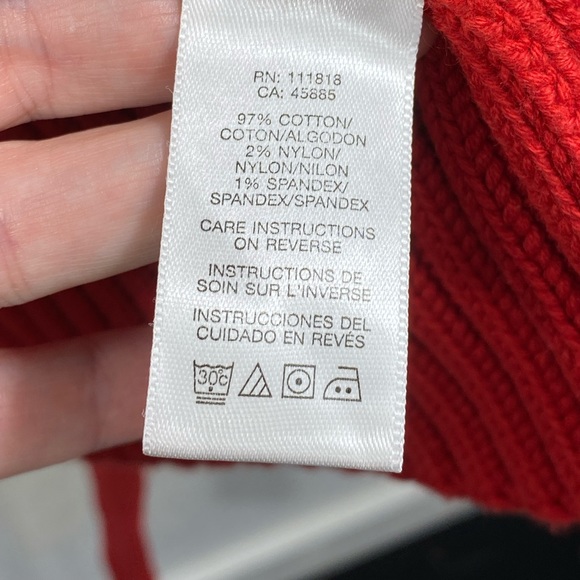 RN: 111818
CA: 45885
97% COTTON/
COTON/ALGODON
2% NYLON/
NYLON/NILON
1% SPANDEX/
SPANDEX/SPANDEX
CARE INSTRUCTIONS
ON REVERSE
INSTRUCTIONS DE
SOIN SUR L'INVERSE
INSTRUCCIONES DEL
CUIDADO EN REVÉS
30°C